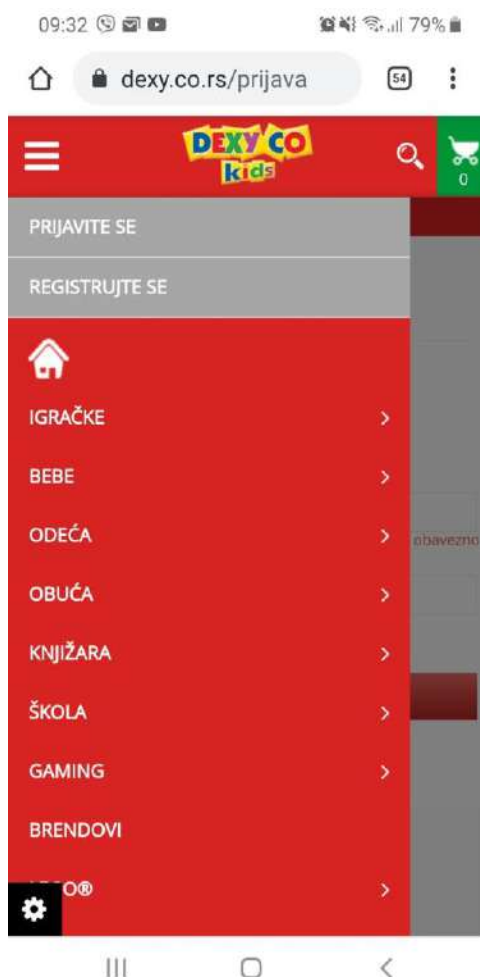 09:32
79%
dexy.co.rs/prijava
54
DEXY CO
kids
0
PRIJAVITE SE
REGISTRUJTE SE
IGRAČKE
BEBE
ODEĆA
obavezno
OBUĆA
KNJIŽARA
ŠKOLA
GAMING
BRENDOVI